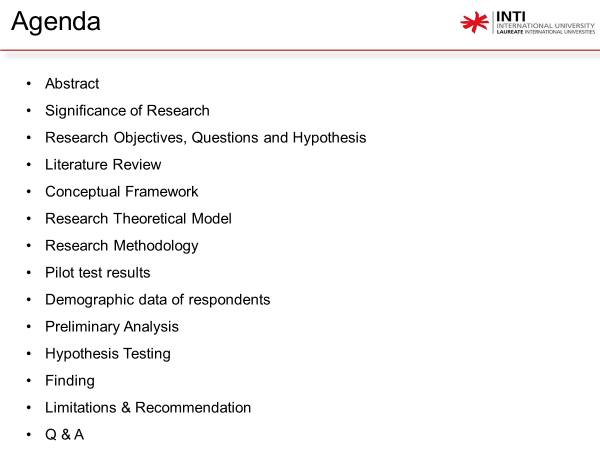 Agenda
INTI
INTERNATIONAL UNIVERSITY
LAUREATE INTERNATIONAL UNIVERSITIES
• Abstract
• Significance of Research
• Research Objectives, Questions and Hypothesis
• Literature Review
• Conceptual Framework
• Research Theoretical Model
• Research Methodology
• Pilot test results
• Demographic data of respondents
• Preliminary Analysis
• Hypothesis Testing
• Finding
• Limitations & Recommendation
• Q & A